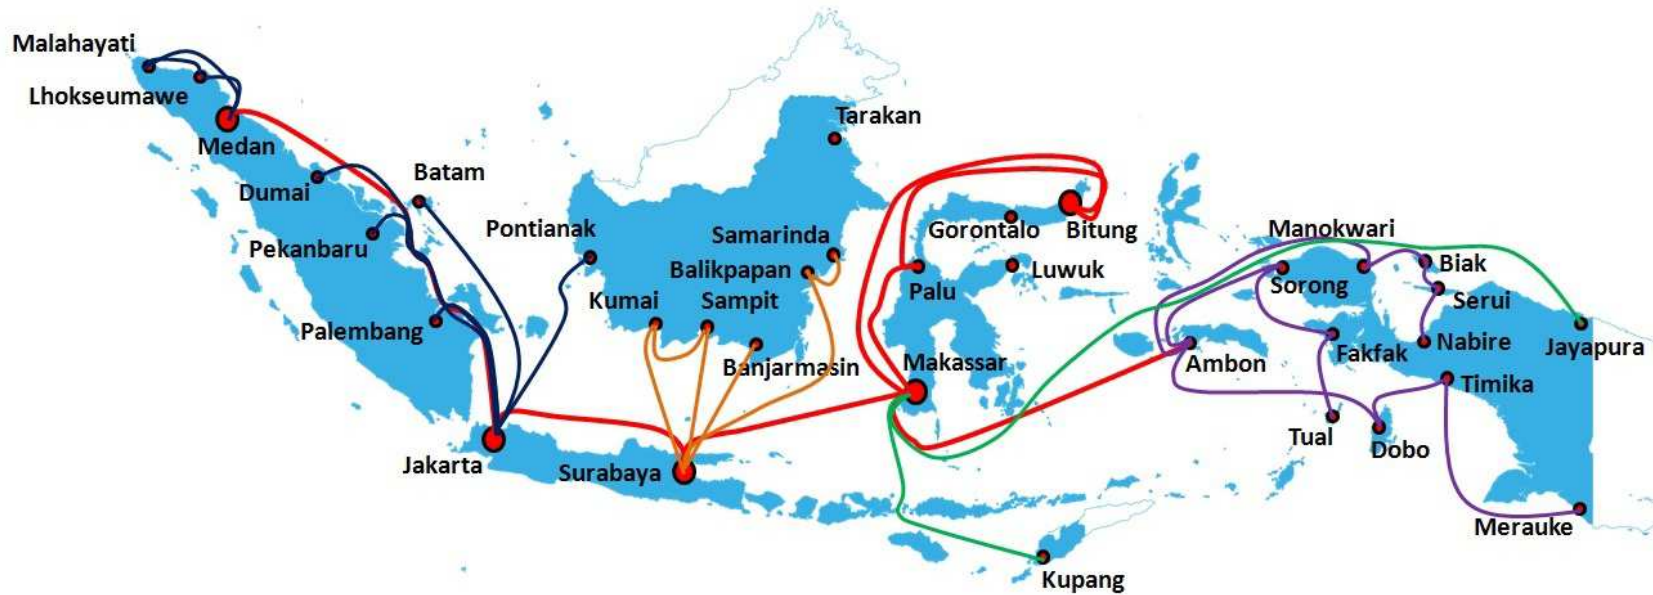 Malahayati
Lhokseumawe
Medan
Dumai
Batam
Pekanbaru
Palembang
Jakarta
Pontianak
Tarakan
Samarinda
Balikpapan
Kumai
Sampit
Banjarmasin
Surabaya
Gorontalo
Bitung
Luwuk
Palu
Makassar
Kupang
Manokwari
Sorong
Biak
Serui
Ambon
Fakfak
Nabire
Jayapura
Timika
Tual
Dobo
Merauke